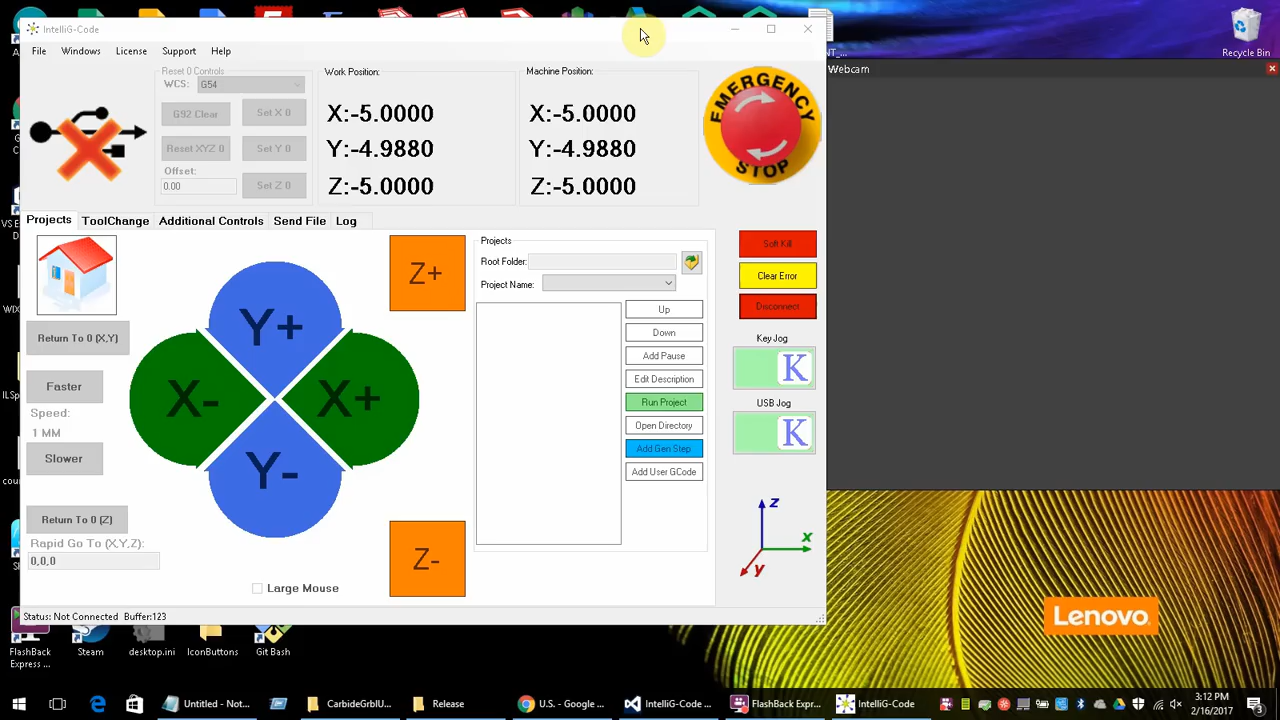 IntelliG-Code
File Windows License Support Help
Reset 0 Controls
WCS: G54
G92 Clear Set X 0
Reset XYZ 0 Set Y 0
Offset:
0.00 Set Z 0
Work Position:
X:-5.0000
Y:-4.9880
Z:-5.0000
Machine Position:
X:-5.0000
Y:-4.9880
Z:-5.0000
EMERGENCY
STOP
Webcam
Recycle Bin
Projects ToolChange Additional Controls Send File Log
Return To 0 (X,Y)
Faster
Speed:
1 MM
Slower
Return To 0 (Z)
Rapid Go To (X,Y,Z):
0,0,0
Y+
X-
X+
Y-
Z+
Z-
Large Mouse
Projects
Root Folder:
Project Name:
Up
Down
Add Pause
Edit Description
Run Project
Open Directory
Add Gen Step
Add User GCode
Soft Kill
Clear Error
Disconnect
Key Jog
K
USB Jog
K
z
x
y
Status: Not Connected Buffer:123
Lenovo
FlashBack
Express ...
Steam
desktop.ini
IconButtons
Git Bash
Untitled - Not...
CarbideGrblU...
Release
U.S. - Google ...
IntelliG-Code ...
FlashBack Expr...
IntelliG-Code
3:12 PM
2/16/2017